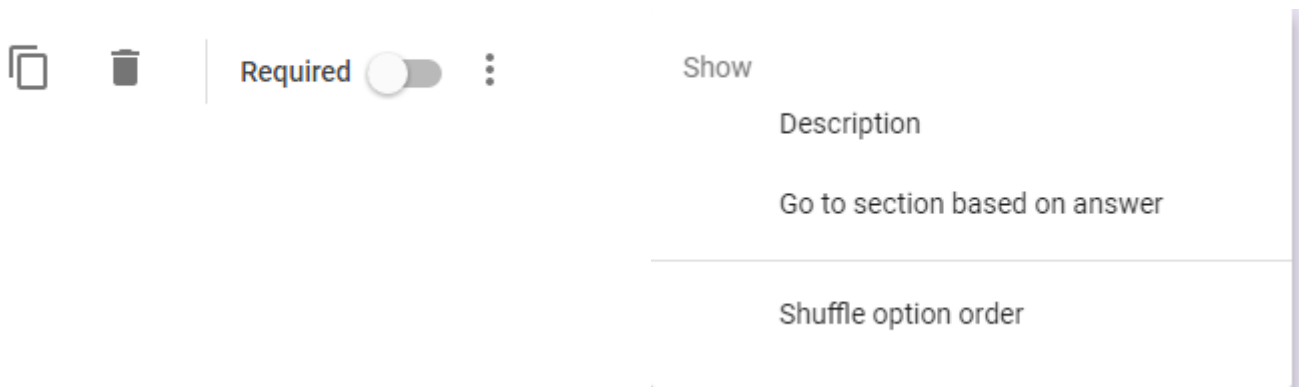 Required
Show
Description
Go to section based on answer
Shuffle option order